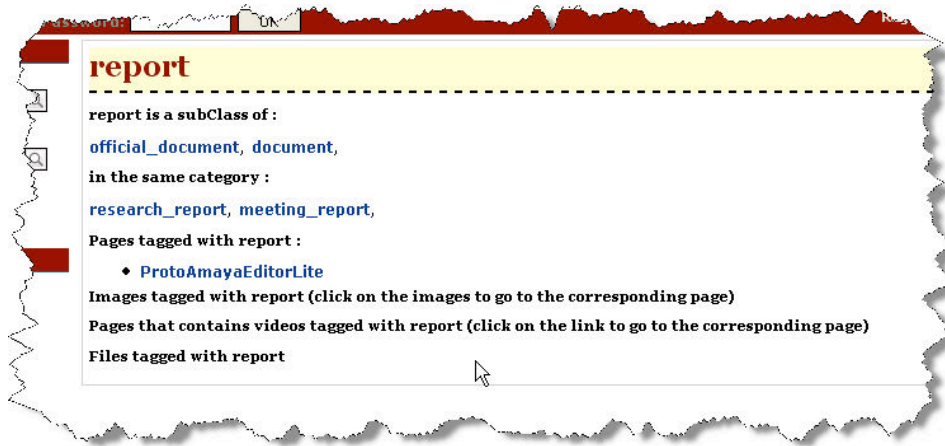 report
report is a subClass of :
official_document, document,
in the same category :
research_report, meeting_report,
Pages tagged with report :
• ProtoAmayaEditorLite
Images tagged with report (click on the images to go to the corresponding page)
Pages that contains videos tagged with report (click on the link to go to the corresponding page)
Files tagged with report